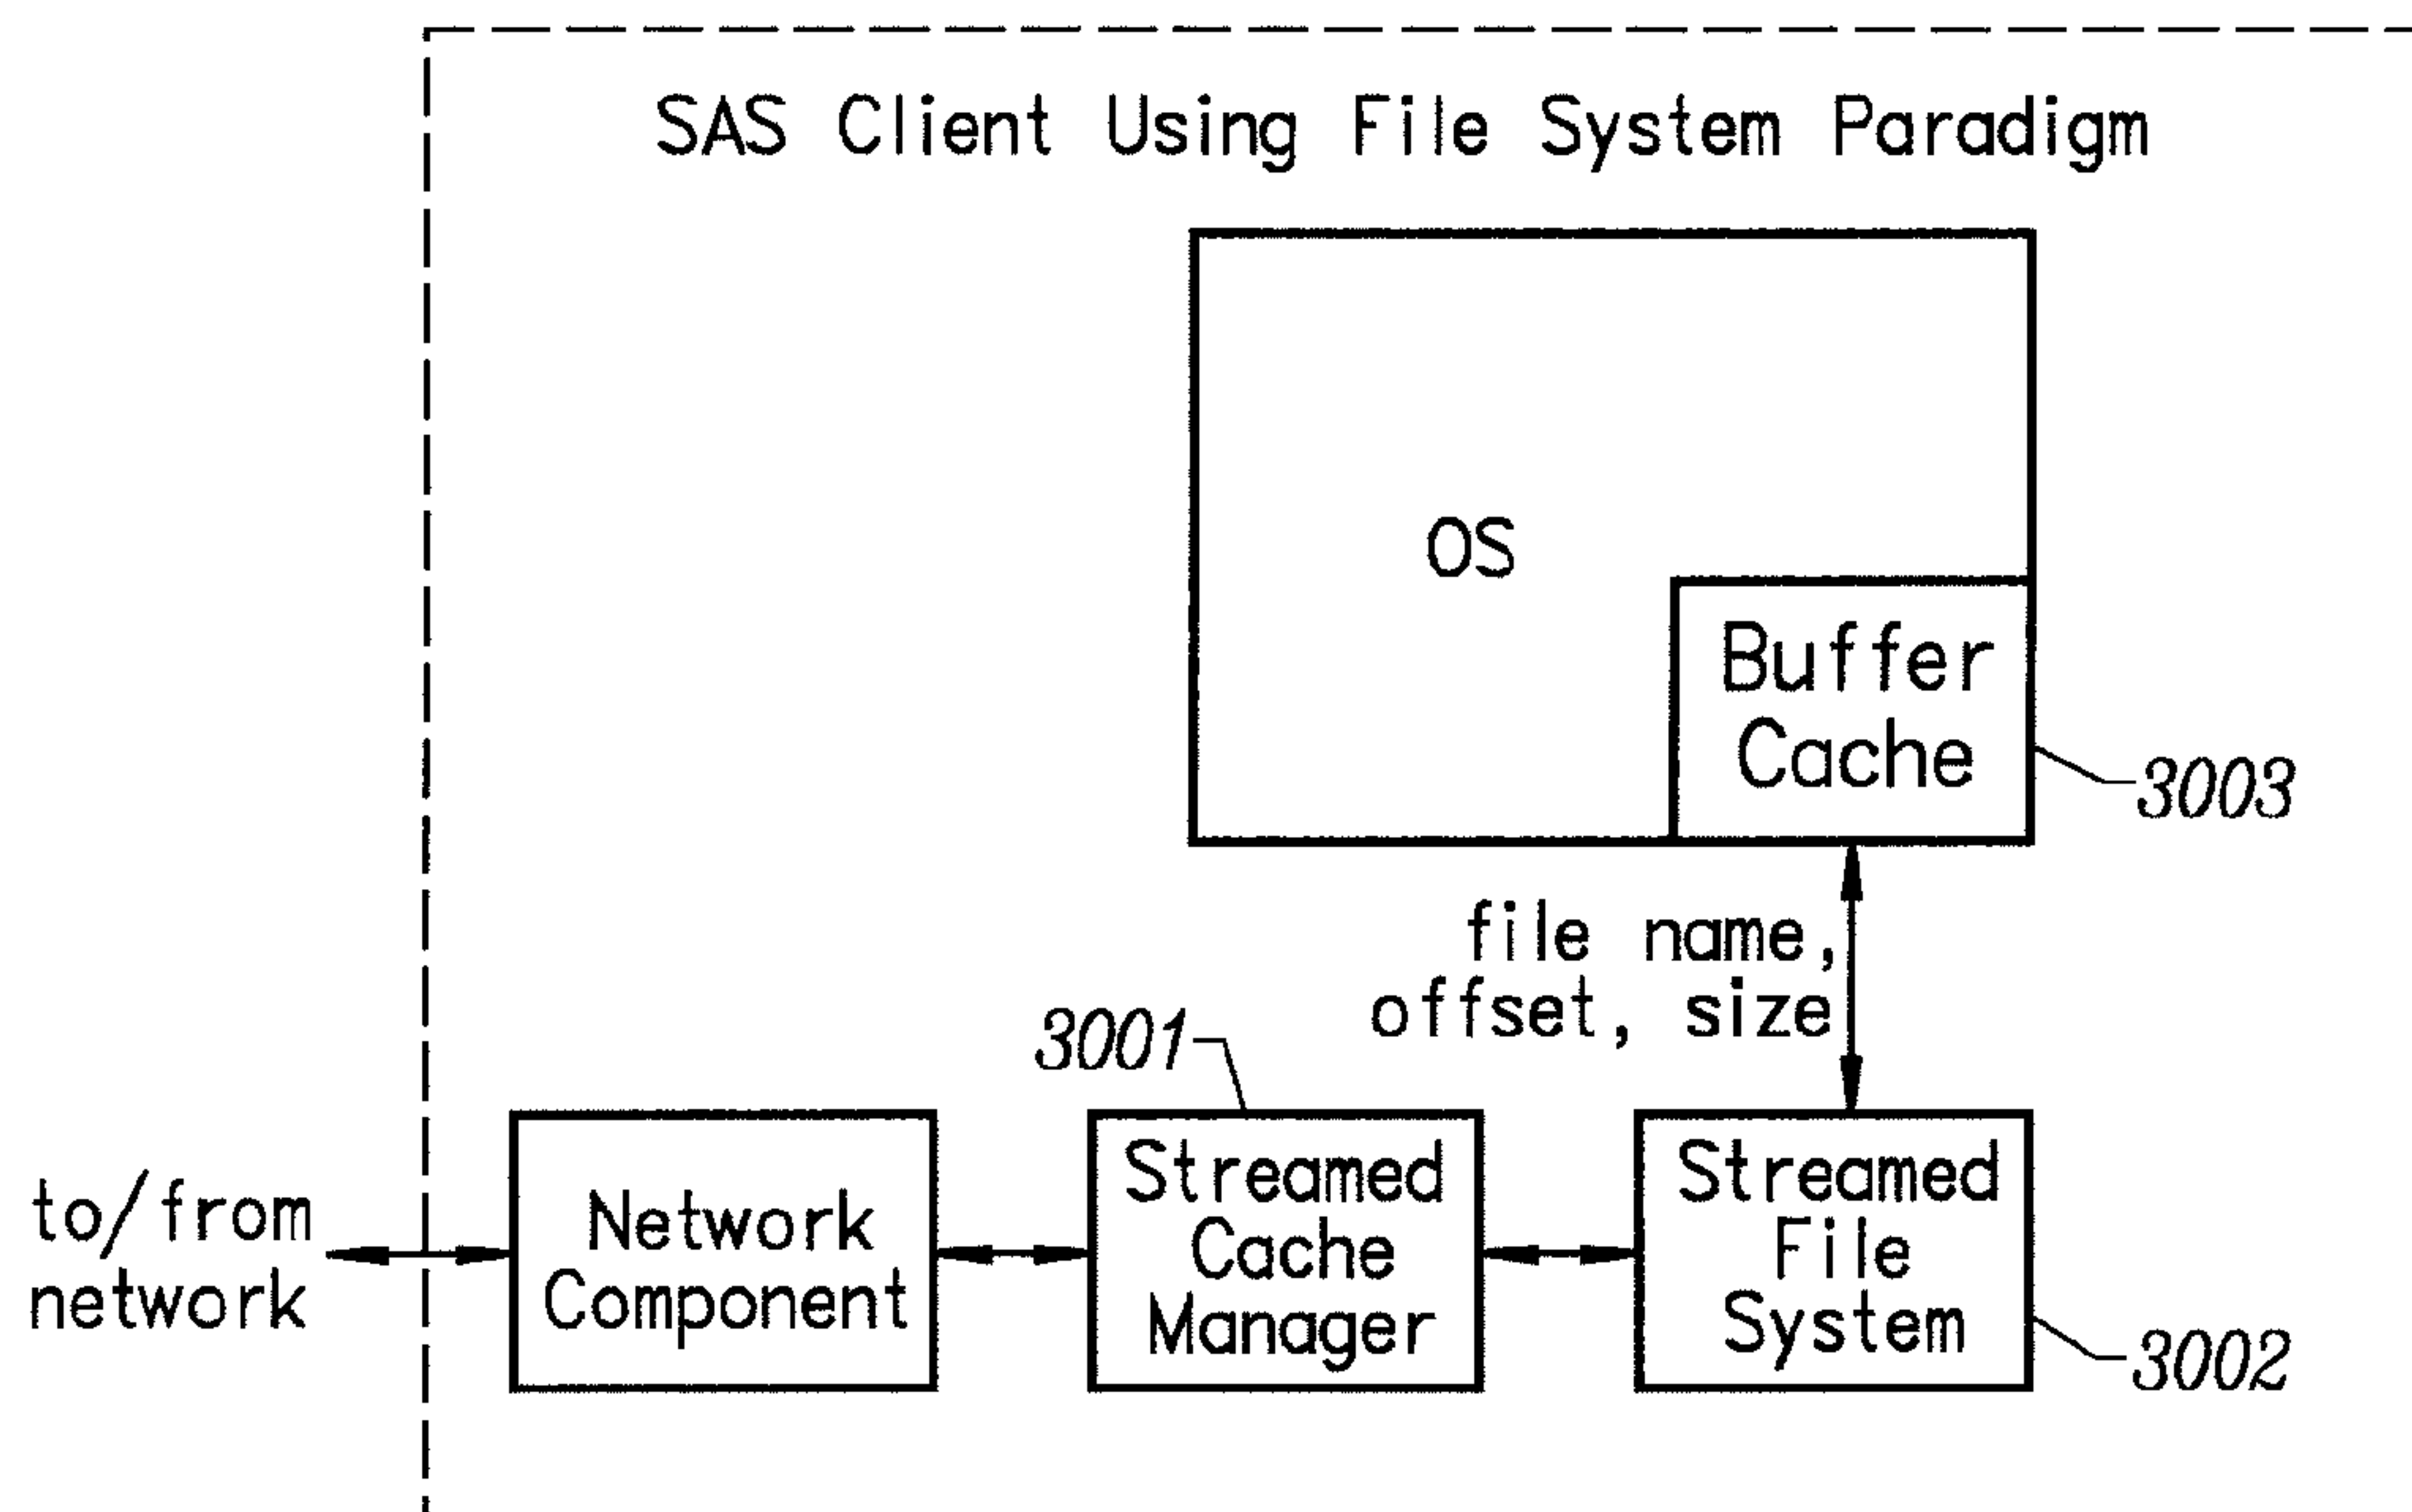 SAS Client Using File System Paradigm
OS
Buffer
Cache
3003
file name,
offset, size
3001
to/from
network
Network
Component
Streamed
Cache
Manager
Streamed
File
System
3002